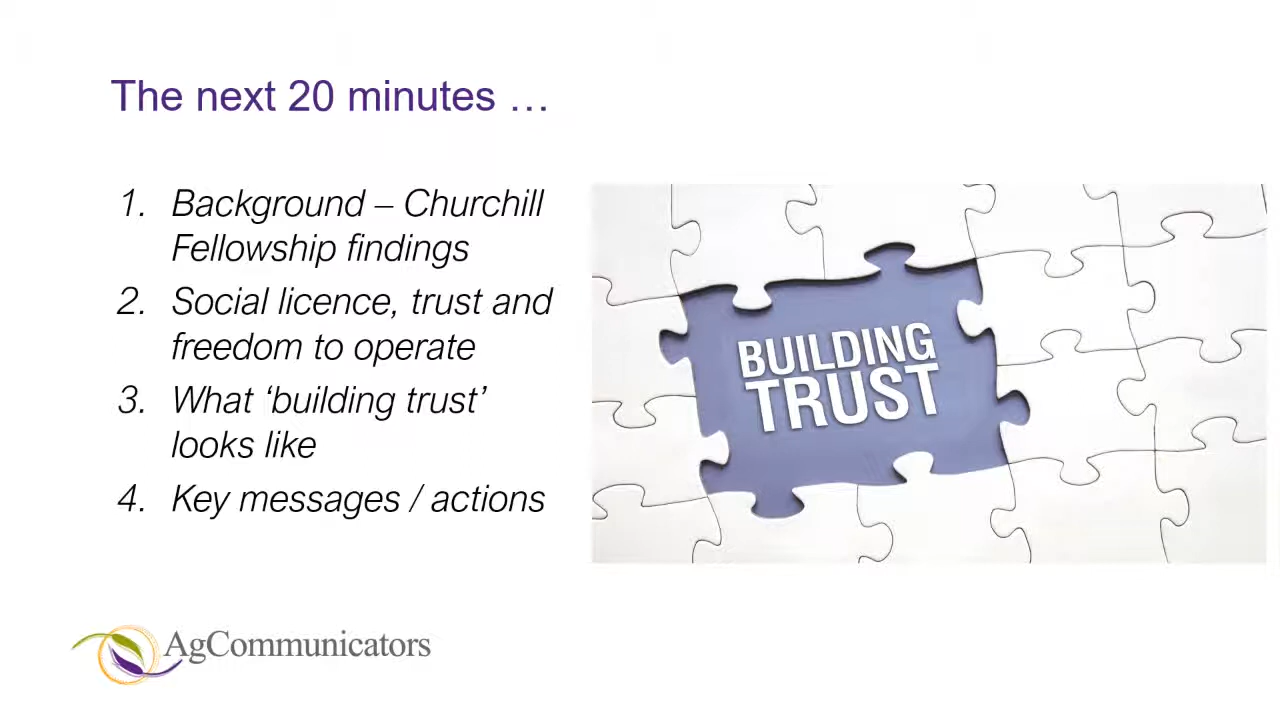 The next 20 minutes …
1. Background – Churchill
Fellowship findings
2. Social licence, trust and
freedom to operate
3. What ‘building trust’
looks like
4. Key messages / actions
BUILDING
TRUST
AgCommunicators